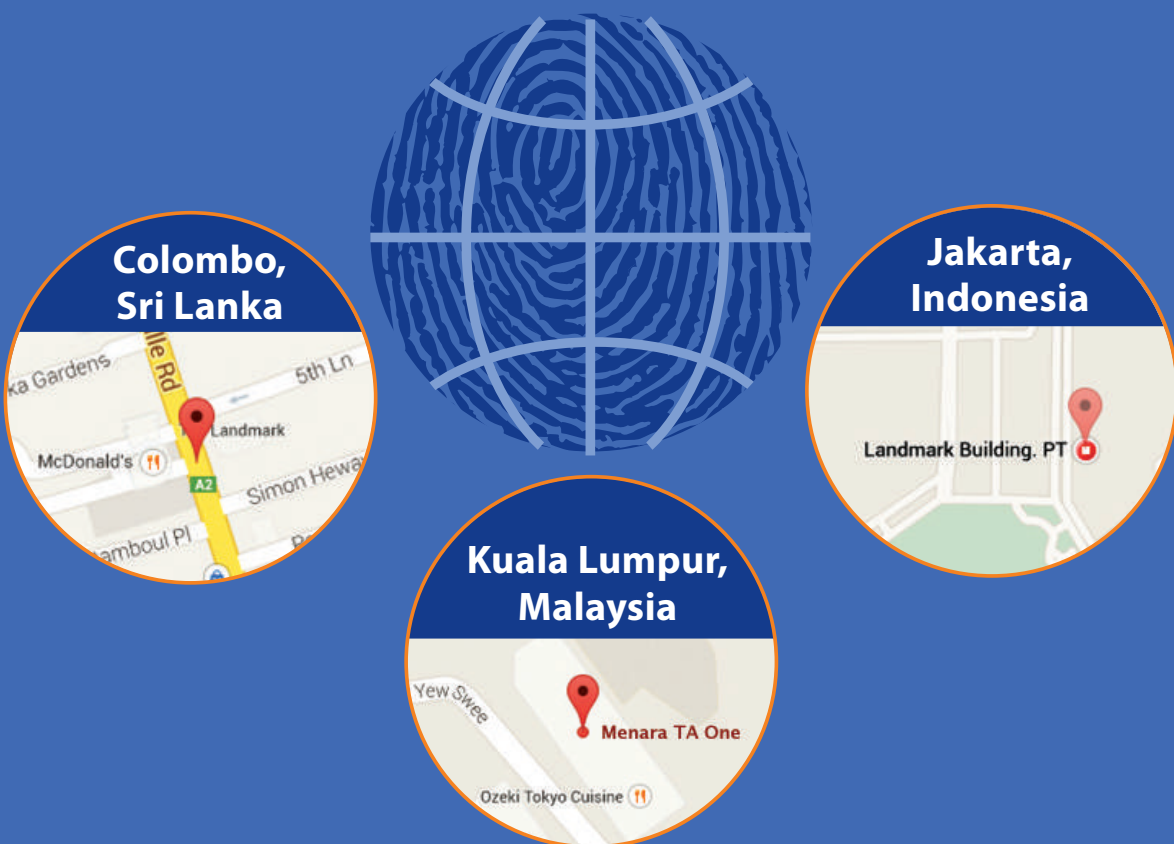 Colombo,
Sri Lanka
ka Gardens
lle Rd
5th Ln
Landmark
McDonald's
A2
Simon Hewa
amboul Pl
Jakarta,
Indonesia
Landmark Building. PT
Kuala Lumpur,
Malaysia
Yew Swee
Menara TA One
Ozeki Tokyo Cuisine